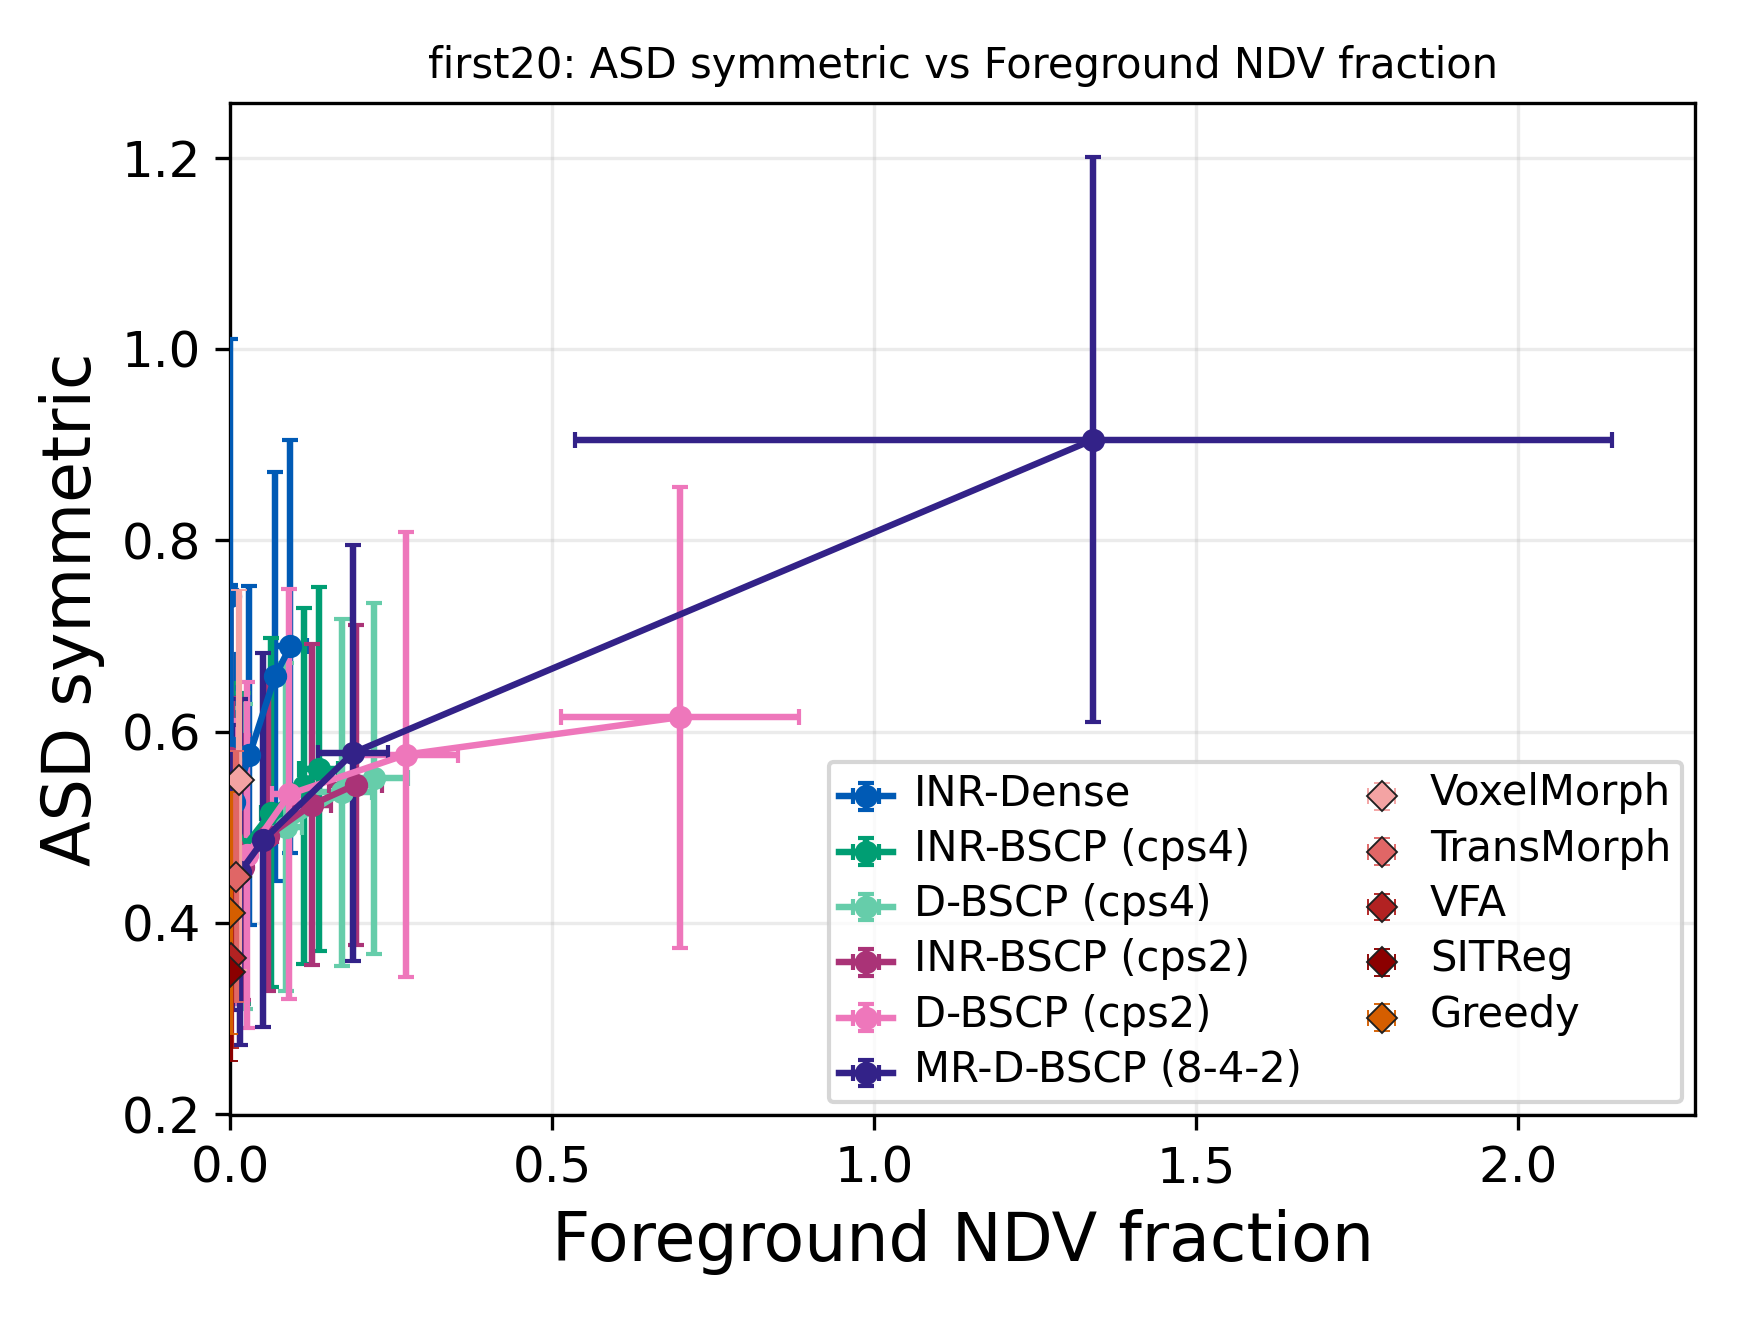 first20: ASD symmetric vs Foreground NDV fraction
ASD symmetric
1.2
1.0
0.8
0.6
0.4
0.2
0.0
0.5
1.0
1.5
2.0
Foreground NDV fraction
INR-Dense
INR-BSCP (cps4)
D-BSCP (cps4)
INR-BSCP (cps2)
D-BSCP (cps2)
MR-D-BSCP (8-4-2)
VoxelMorph
TransMorph
VFA
SITReg
Greedy